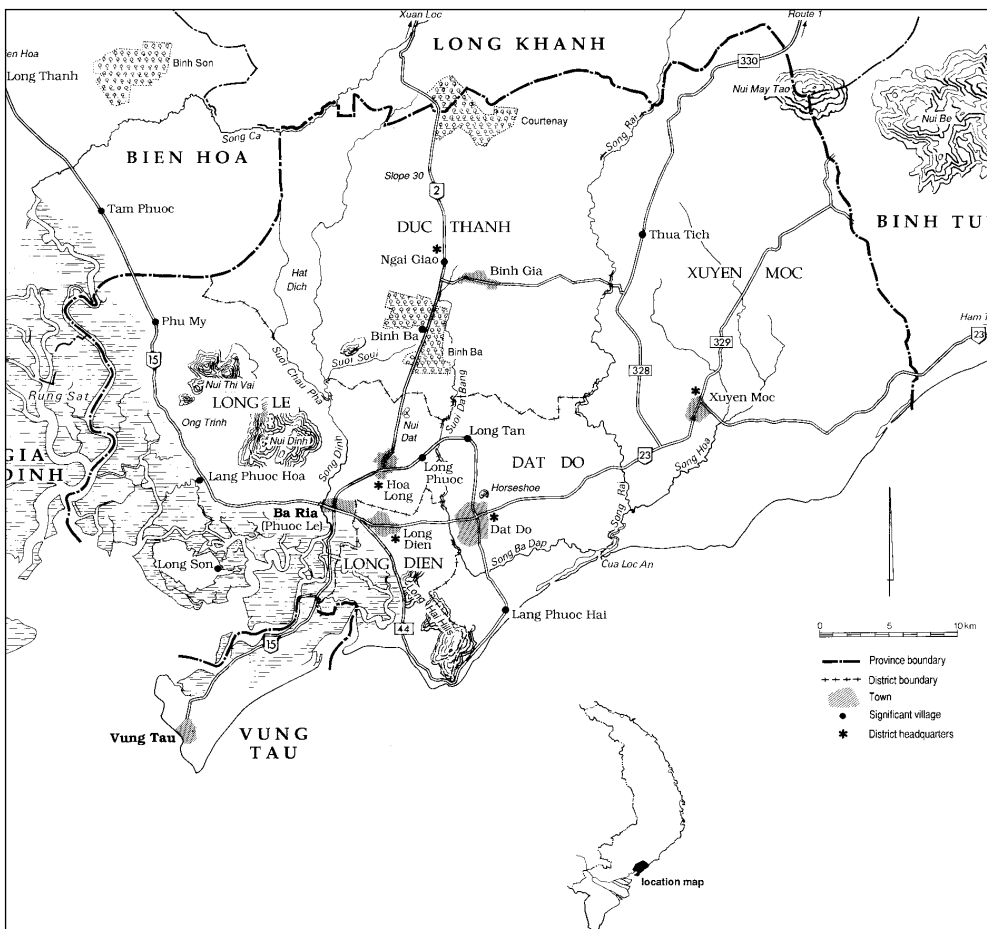 Xuan Loc
Route 1
LONG KHANH
en Hoa
Long Thanh
Binh Son
330
Nui May Tao
Nui Be
Courtenay
Song Ca
Song Rai
BIEN HOA
Slope 30
2
Tam Phuoc
DUC THANH
BINH TU
Thua Tich
Ngai Giao
Binh Gia
XUYEN MOC
Hat
Dich
Ham T
23
Phu My
Binh Ba
Binh Ba
329
15
Suoi Soui
Suoi Chau Pha
328
Nui Thi Vai
Xuyen Moc
Rung Sat
LONG LE
Ong Trinh
Nui Dinh
Song Dinh
Nui
Dat
Suoi Da Bang
Long Tan
GIA
DINH
DAT DO
23
Song Hoa
Lang Phuoc Hoa
Long
Phuoc
Hoa
Long
Horseshoe
Ba Ria
(Phuoc Le)
Long
Dien
Dat Do
Song Rai
Song Ba Dap
Long Son
LONG DIEN
Cua Loc An
Long Hai Hills
Lang Phuoc Hai
44
15
0 5 10 km
Province boundary
District boundary
Town
Significant village
District headquarters
Vung Tau
VUNG
TAU
location map